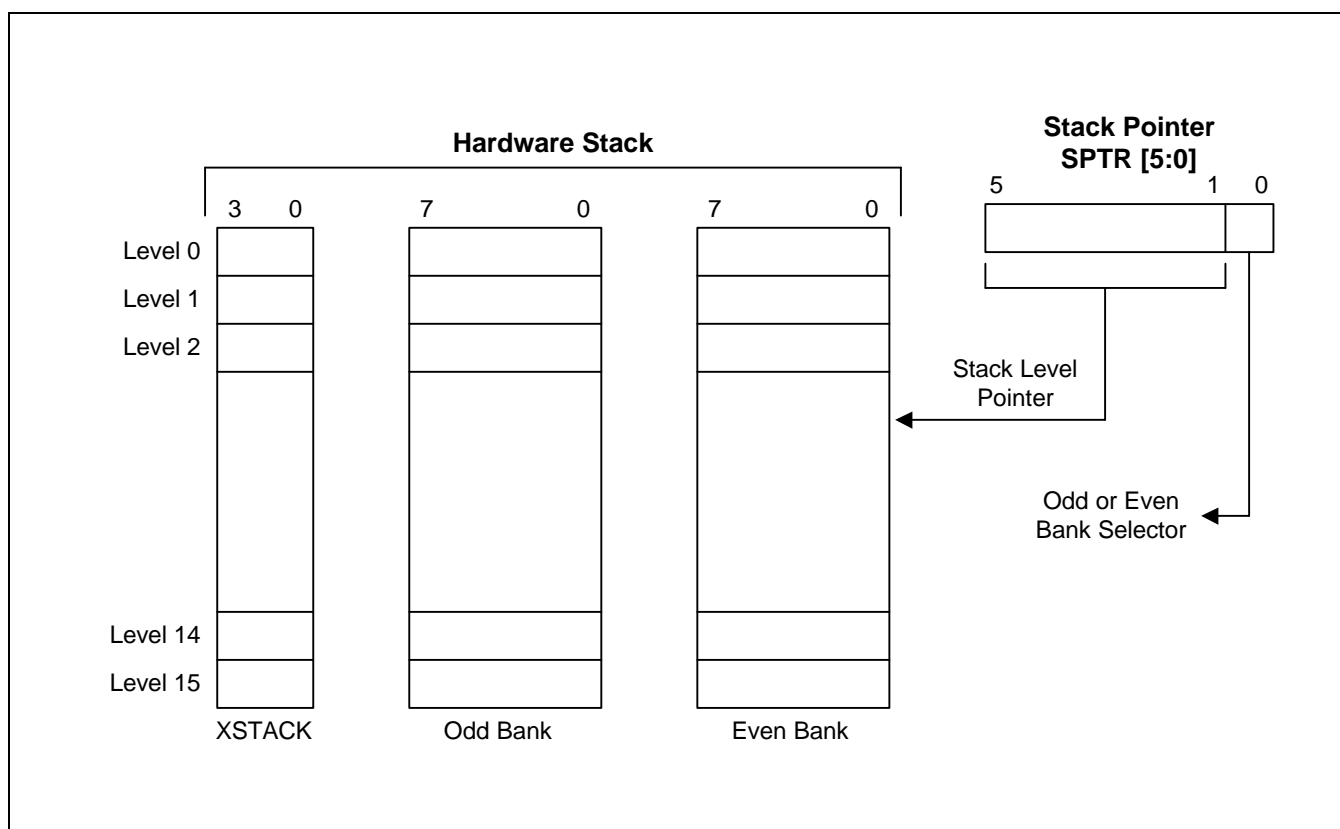 Hardware Stack
3 0 7 0 7 0
Level 0
Level 1
Level 2
Level 14
Level 15
XSTACK Odd Bank Even Bank
Stack Pointer
SPTR [5:0]
5 1 0
Stack Level
Pointer
Odd or Even
Bank Selector